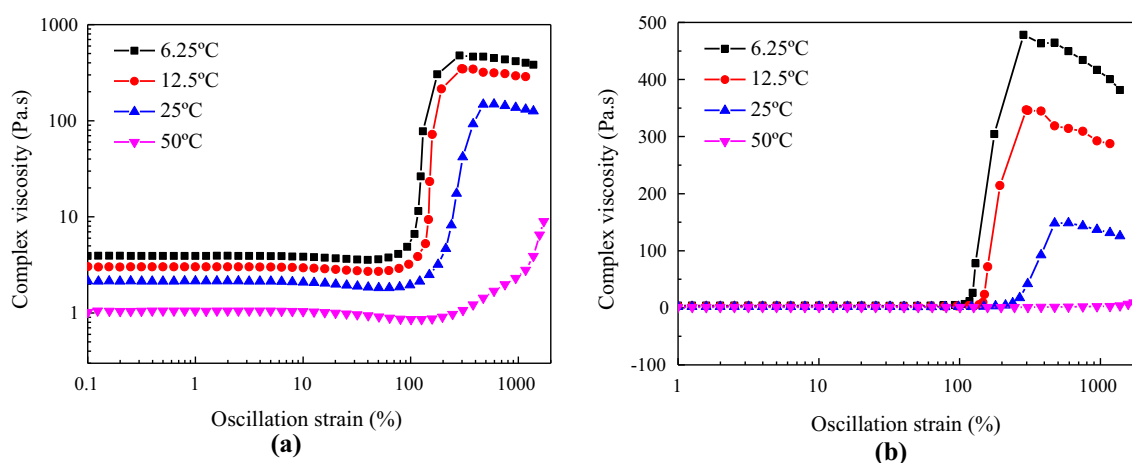 1000
100
10
1
0.1
1
10
100
1000
Complex viscosity (Pa.s)
Oscillation strain (%)
6.25ºC
12.5ºC
25ºC
50ºC
(a)
500
400
300
200
100
0
-100
1
10
100
1000
Complex viscosity (Pa.s)
Oscillation strain (%)
6.25ºC
12.5ºC
25ºC
50ºC
(b)